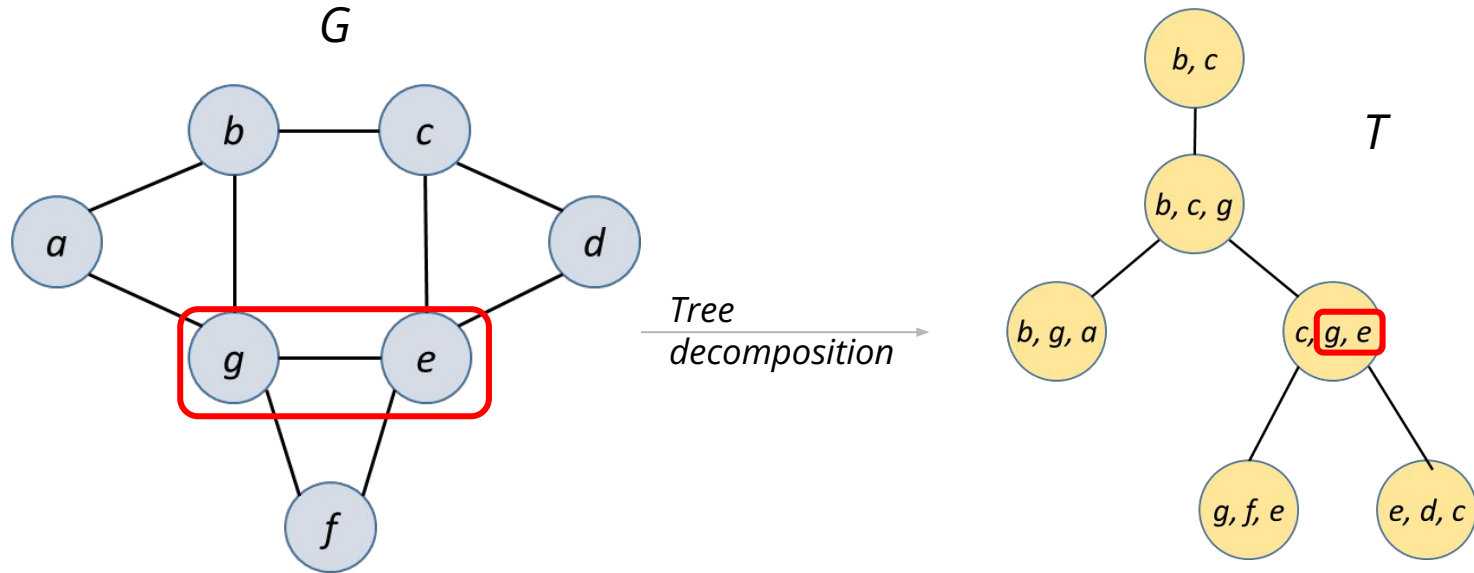 G
b
c
a
d
g
e
f
Tree
decomposition
T
b, c
b, c, g
b, g, a
c, g, e
g, f, e
e, d, c